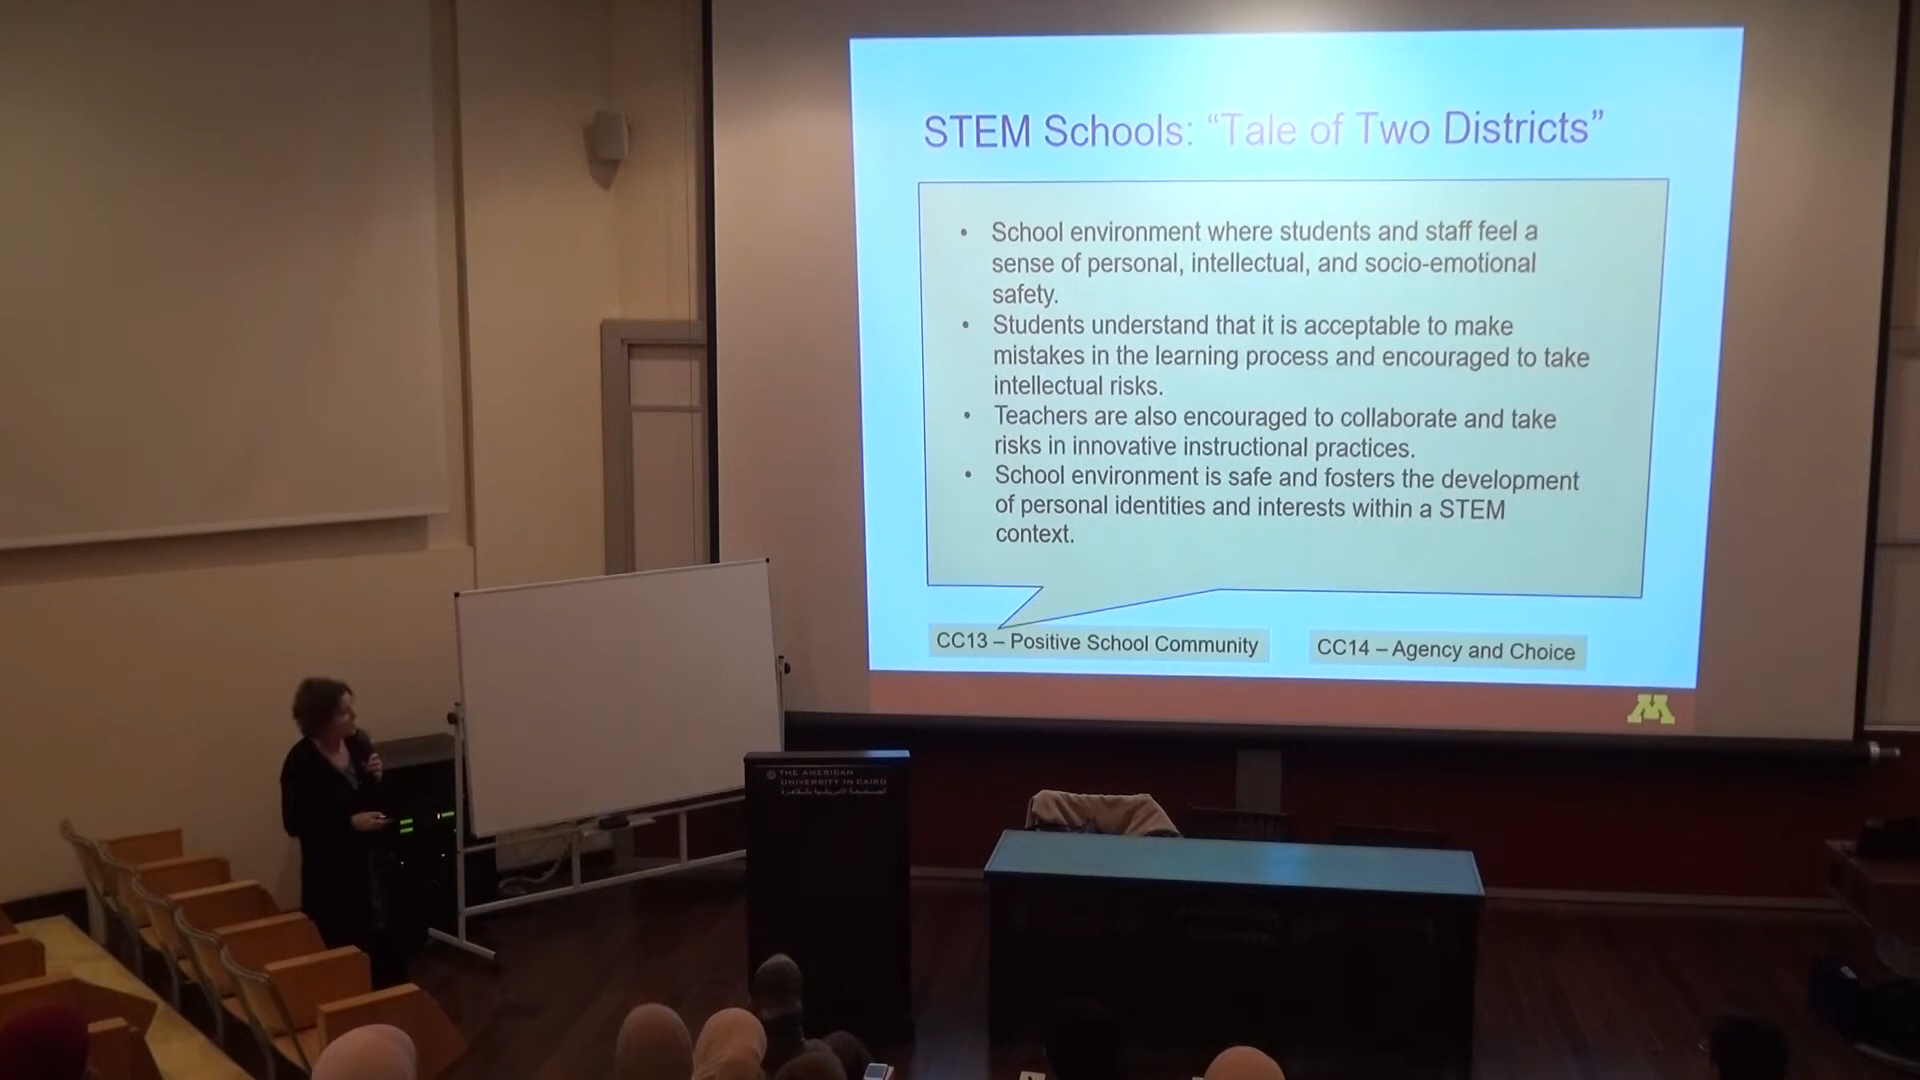 STEM Schools: “Tale of Two Districts”
• School environment where students and staff feel a
sense of personal, intellectual, and socio-emotional
safety.
• Students understand that it is acceptable to make
mistakes in the learning process and encouraged to take
intellectual risks.
• Teachers are also encouraged to collaborate and take
risks in innovative instructional practices.
• School environment is safe and fosters the development
of personal identities and interests within a STEM
context.
CC13 – Positive School Community
CC14 – Agency and Choice
M
THE AMERICAN
UNIVERSITY IN CAIRO
الجامعة الأمريكية بالقاهرة